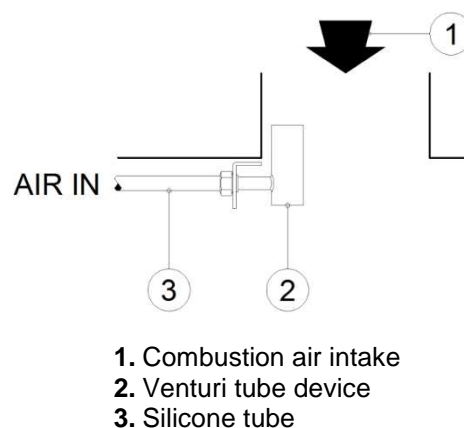 1
AIR IN
3
2
1. Combustion air intake
2. Venturi tube device
3. Silicone tube